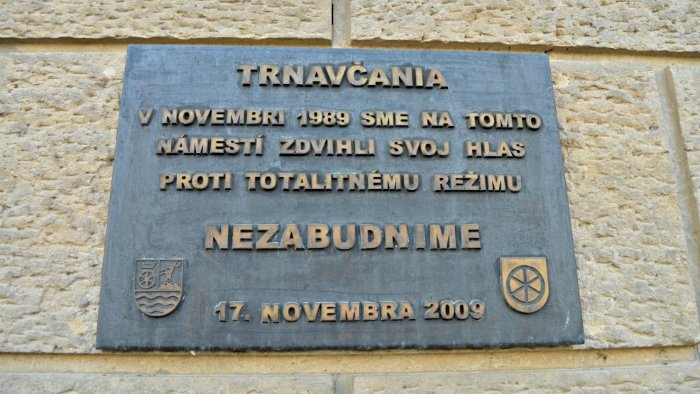 TRNAVČANIA
V NOVEMBRI 1989 SME NA TOMTO
NÁMESTÍ ZDVIHLI SVOJ HLAS
PROTI TOTALITNÉMU REŽIMU
NEZABUDNIME
17. NOVEMBRA 2009